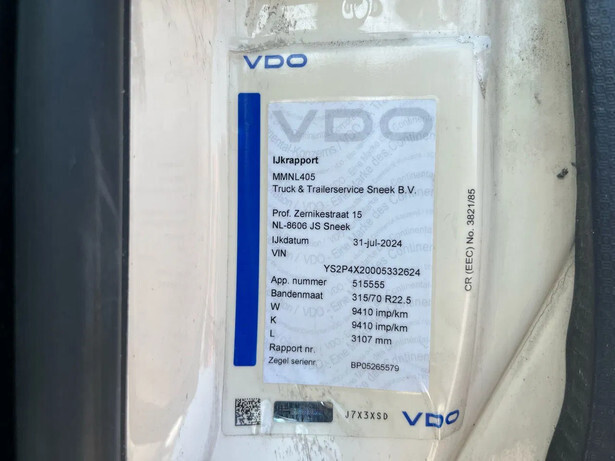 VDO
VDO
IJkrapport
MMNL405
Truck & Trailerservice Sneek B.V.
Prof. Zernikestraat 15
NL-8606 JS Sneek
IJkdatum 31-jul-2024
VIN
YS2P4X20005332624
App. nummer 515555
Bandenmaat 315/70 R22.5
W 9410 imp/km
K 9410 imp/km
L 3107 mm
Rapport nr.
Zegel serienr. BP05265579
CR (EEC) No. 3821/85
J7X3XSD
VDO